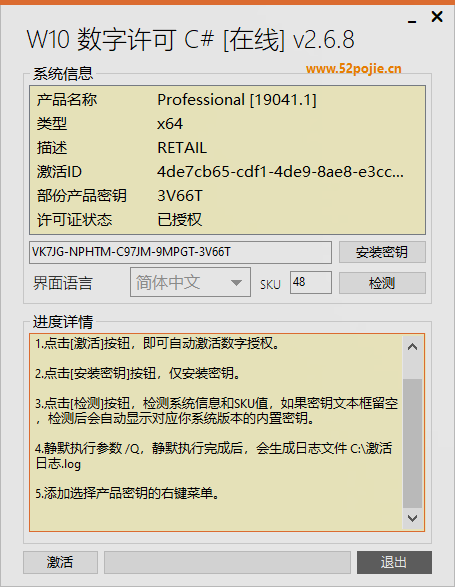 W10 数字许可 C# [在线] v2.6.8
www.52pojie.cn
系统信息
产品名称 Professional [19041.1]
类型 x64
描述 RETAIL
激活ID 4de7cb65-cdf1-4de9-8ae8-e3cc...
部份产品密钥 3V66T
许可证状态 已授权
VK7JG-NPHTM-C97JM-9MPGT-3V66T 安装密钥
界面语言 简体中文 SKU 48 检测
进度详情
1.点击[激活]按钮，即可自动激活数字授权。
2.点击[安装密钥]按钮，仅安装密钥。
3.点击[检测]按钮，检测系统信息和SKU值，如果密钥文本框留空
，检测后会自动显示对应你系统版本的内置密钥。
4.静默执行参数 /Q，静默执行完成后，会生成日志文件 C:\激活
日志.log
5.添加选择产品密钥的右键菜单。
激活 退出